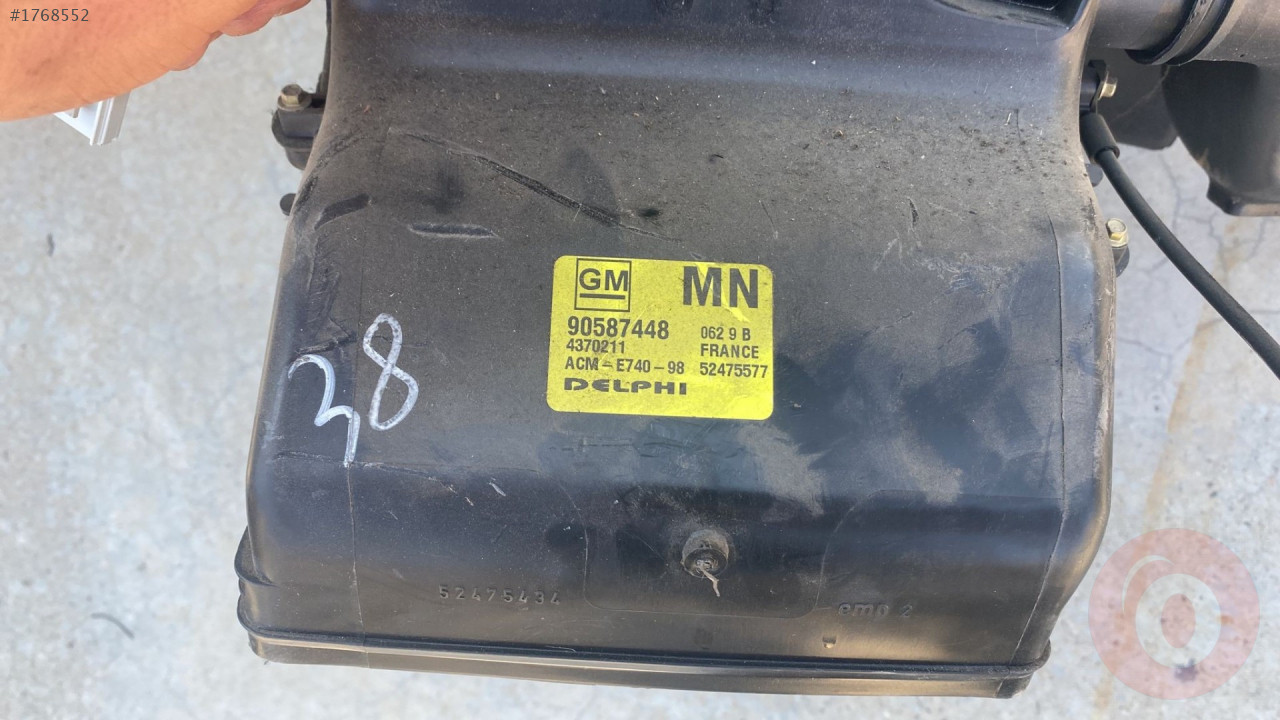 #1768552
GM MN
90587448 062 9 B
4370211 FRANCE
ACM-E740-98 52475577
DELPHI
38
52475434
emp 2